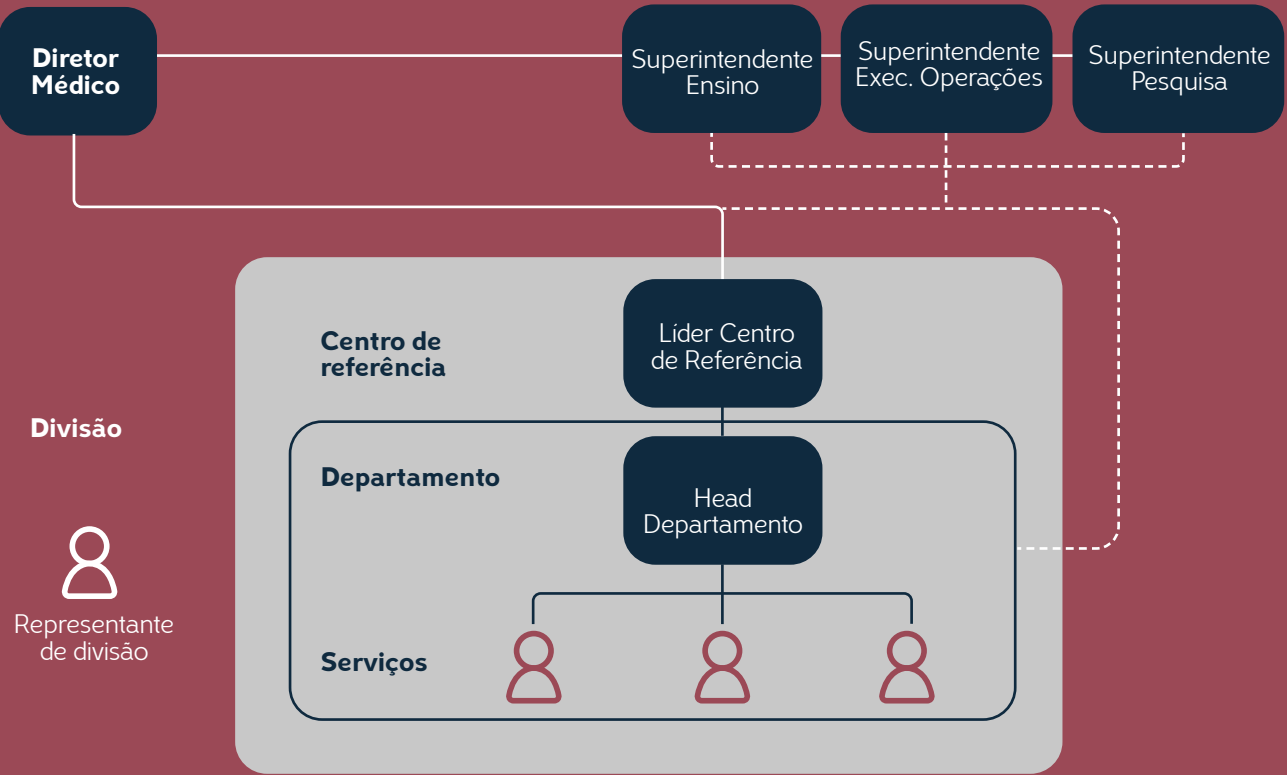 Diretor
Médico
Superintendente
Ensino
Superintendente
Exec. Operações
Superintendente
Pesquisa
Centro de
referência
Líder Centro
de Referência
Divisão
Departamento
Head
Departamento
Representante
de divisão
Serviços